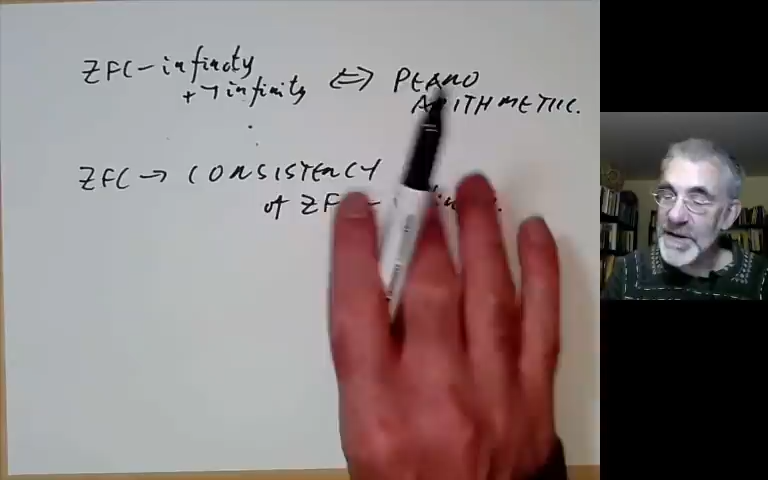 ZFC - infinity
+ ¬ infinity ⇔ PEANO
ARITHMETIC.
ZFC → CONSISTENCY
of ZF